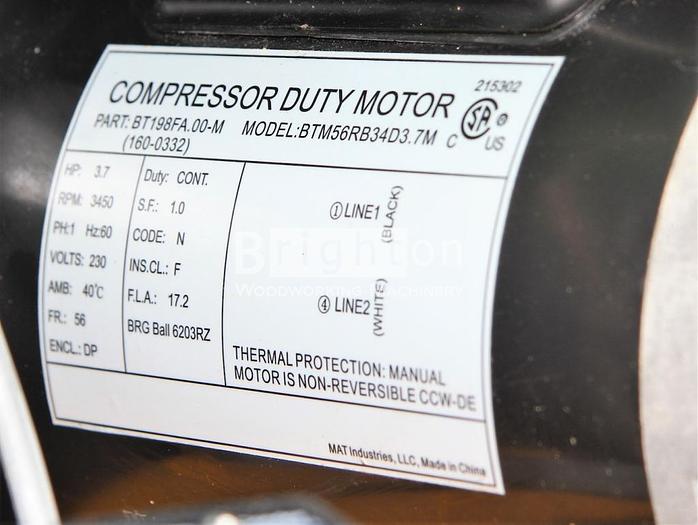 COMPRESSOR DUTY MOTOR
215302
PART: BT198FA.00-M MODEL:BTM56RB34D3.7M
(160-0332)
C SA ® US
HP: 3.7
RPM: 3450
PH:1 Hz:60
VOLTS: 230
AMB: 40°C
FR.: 56
ENCL.: DP
Duty: CONT.
S.F.: 1.0
CODE: N
INS.CL.: F
F.L.A.: 17.2
BRG Ball 6203RZ
① LINE1 (BLACK)
④ LINE2 (WHITE)
THERMAL PROTECTION: MANUAL
MOTOR IS NON-REVERSIBLE CCW-DE
MAT Industries, LLC, Made in China
Brighton
WOODWORKING MACHINERY